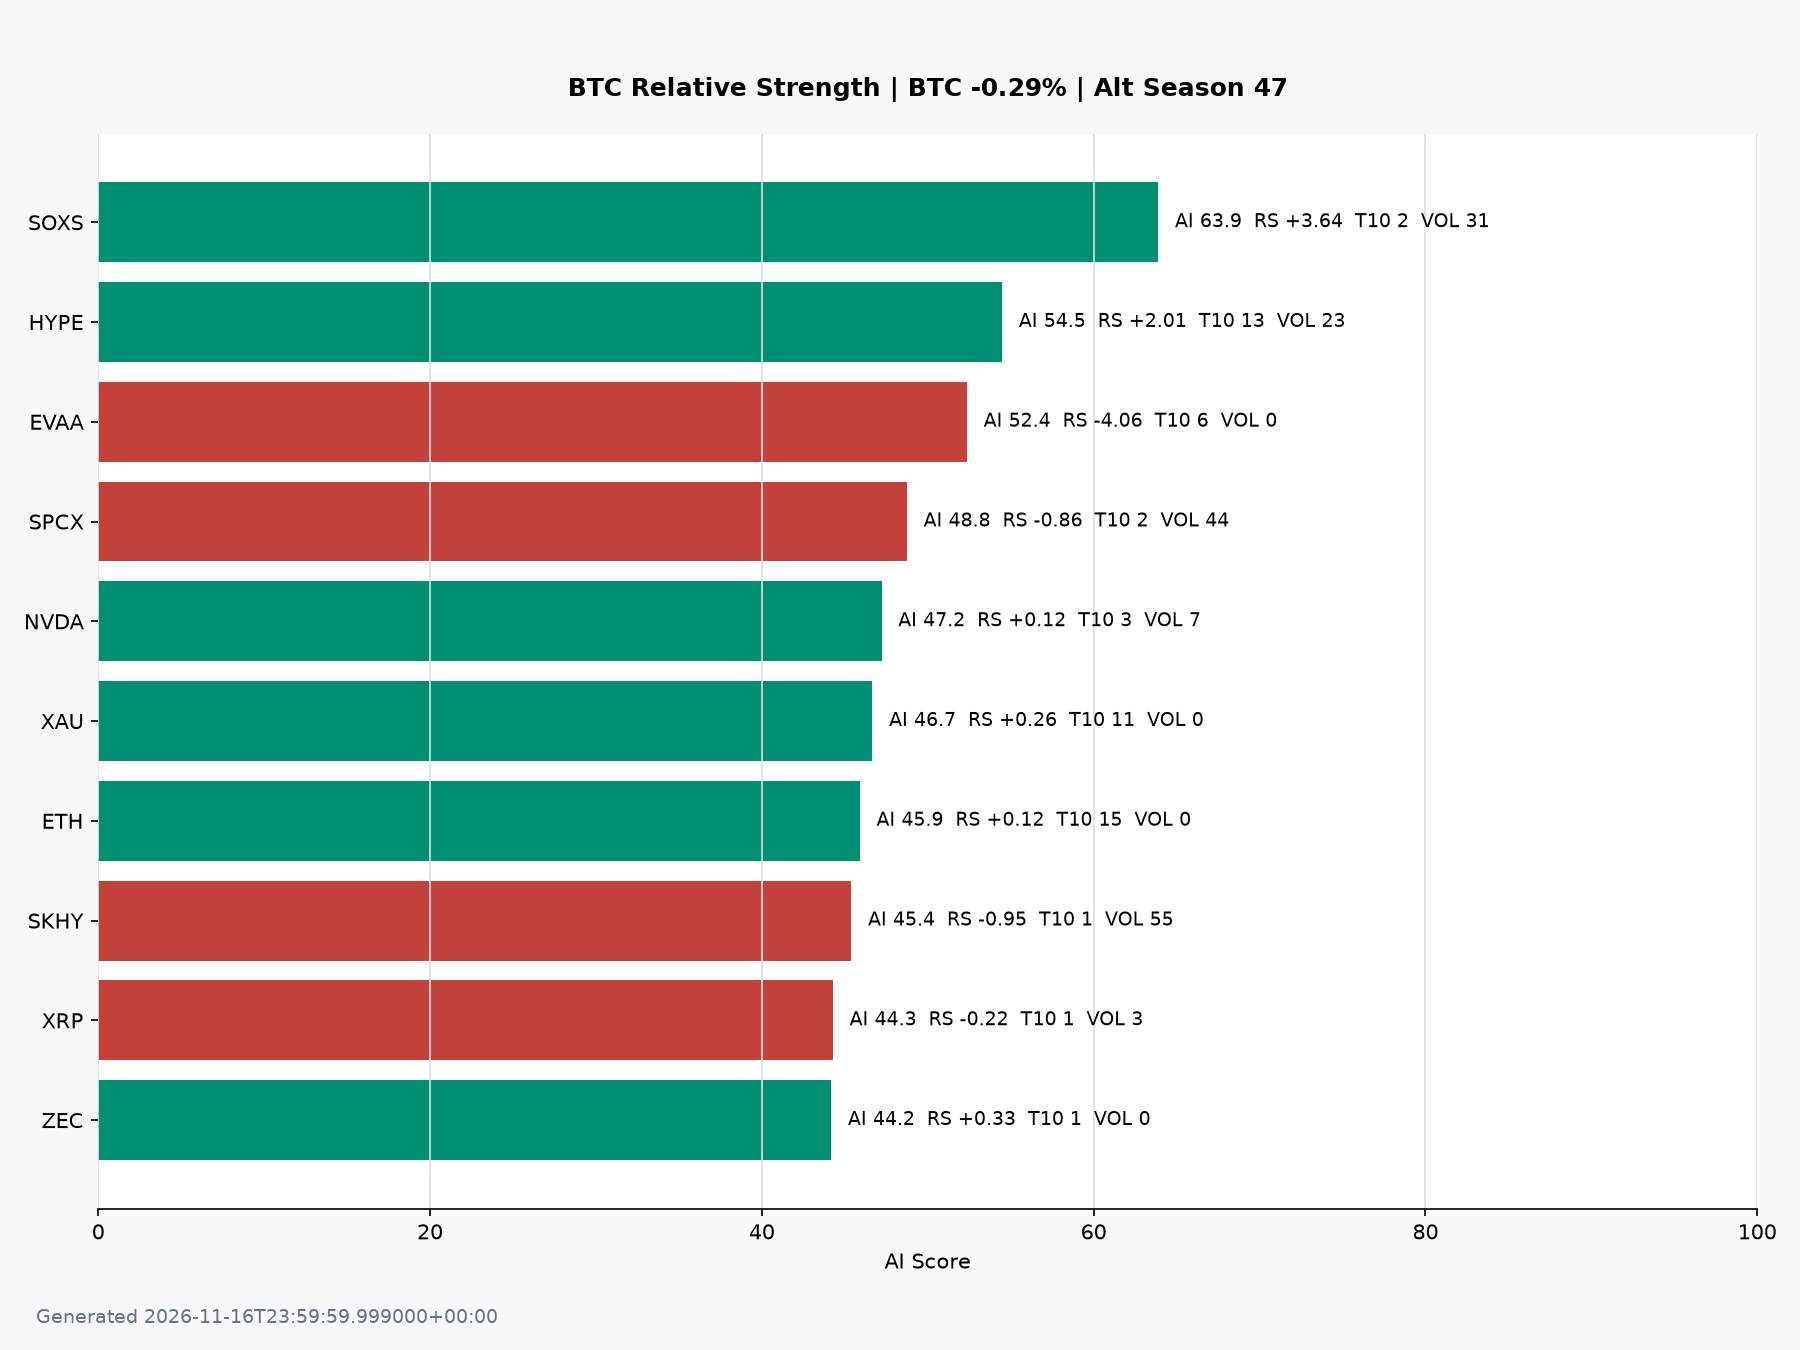 BTC Relative Strength | BTC -0.29% | Alt Season 47
SOXS AI 63.9 RS +3.64 T10 2 VOL 31
HYPE AI 54.5 RS +2.01 T10 13 VOL 23
EVAA AI 52.4 RS -4.06 T10 6 VOL 0
SPCX AI 48.8 RS -0.86 T10 2 VOL 44
NVDA AI 47.2 RS +0.12 T10 3 VOL 7
XAU AI 46.7 RS +0.26 T10 11 VOL 0
ETH AI 45.9 RS +0.12 T10 15 VOL 0
SKHY AI 45.4 RS -0.95 T10 1 VOL 55
XRP AI 44.3 RS -0.22 T10 1 VOL 3
ZEC AI 44.2 RS +0.33 T10 1 VOL 0
0 20 40 60 80 100
AI Score
Generated 2026-11-16T23:59:59.999000+00:00